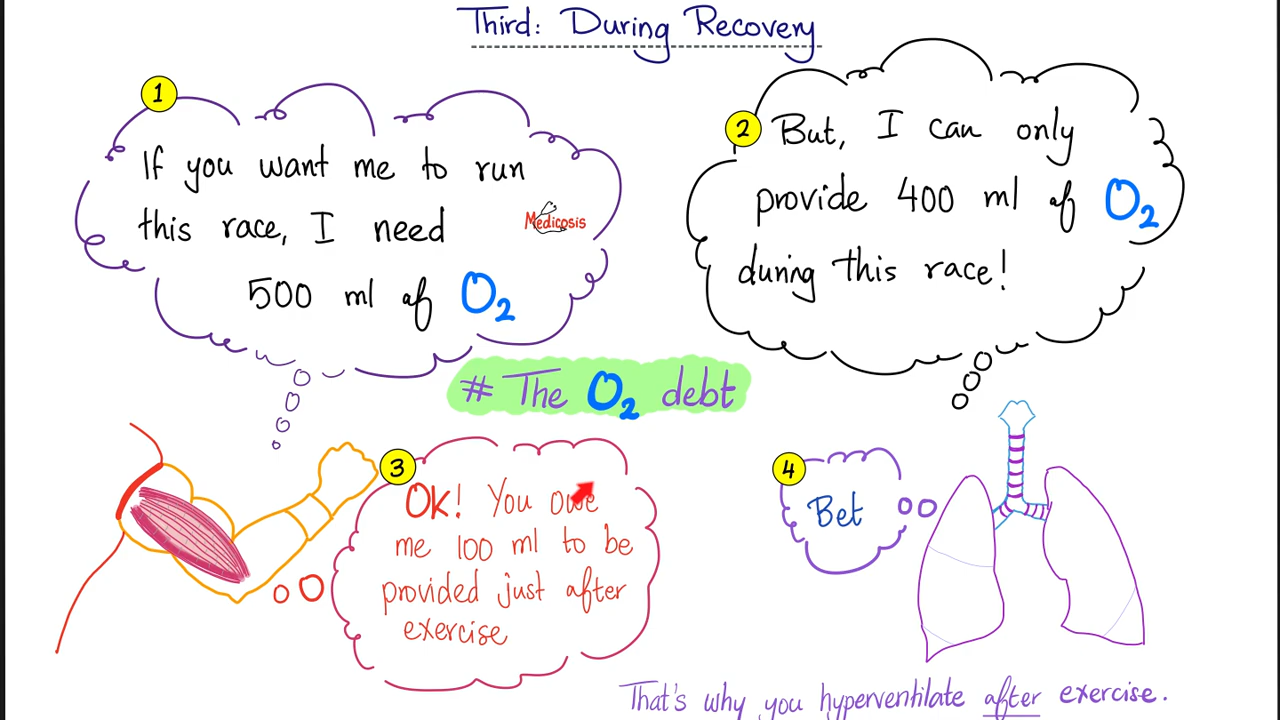 Third: During Recovery
1
If you want me to run
this race, I need
500 ml of O₂
Medicosis
2
But, I can only
provide 400 ml of O₂
during this race!
# The O₂ debt
3
OK! You owe
me 100 ml to be
provided just after
exercise
4
Bet
That's why you hyperventilate after exercise.